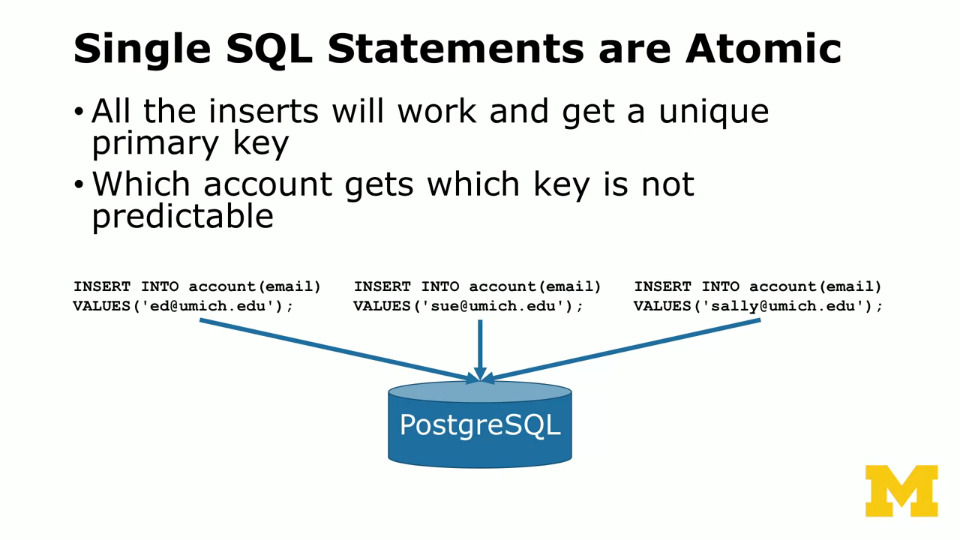 Single SQL Statements are Atomic
• All the inserts will work and get a unique
primary key
• Which account gets which key is not
predictable
INSERT INTO account(email)
VALUES('ed@umich.edu');
INSERT INTO account(email)
VALUES('sue@umich.edu');
INSERT INTO account(email)
VALUES('sally@umich.edu');
PostgreSQL
M